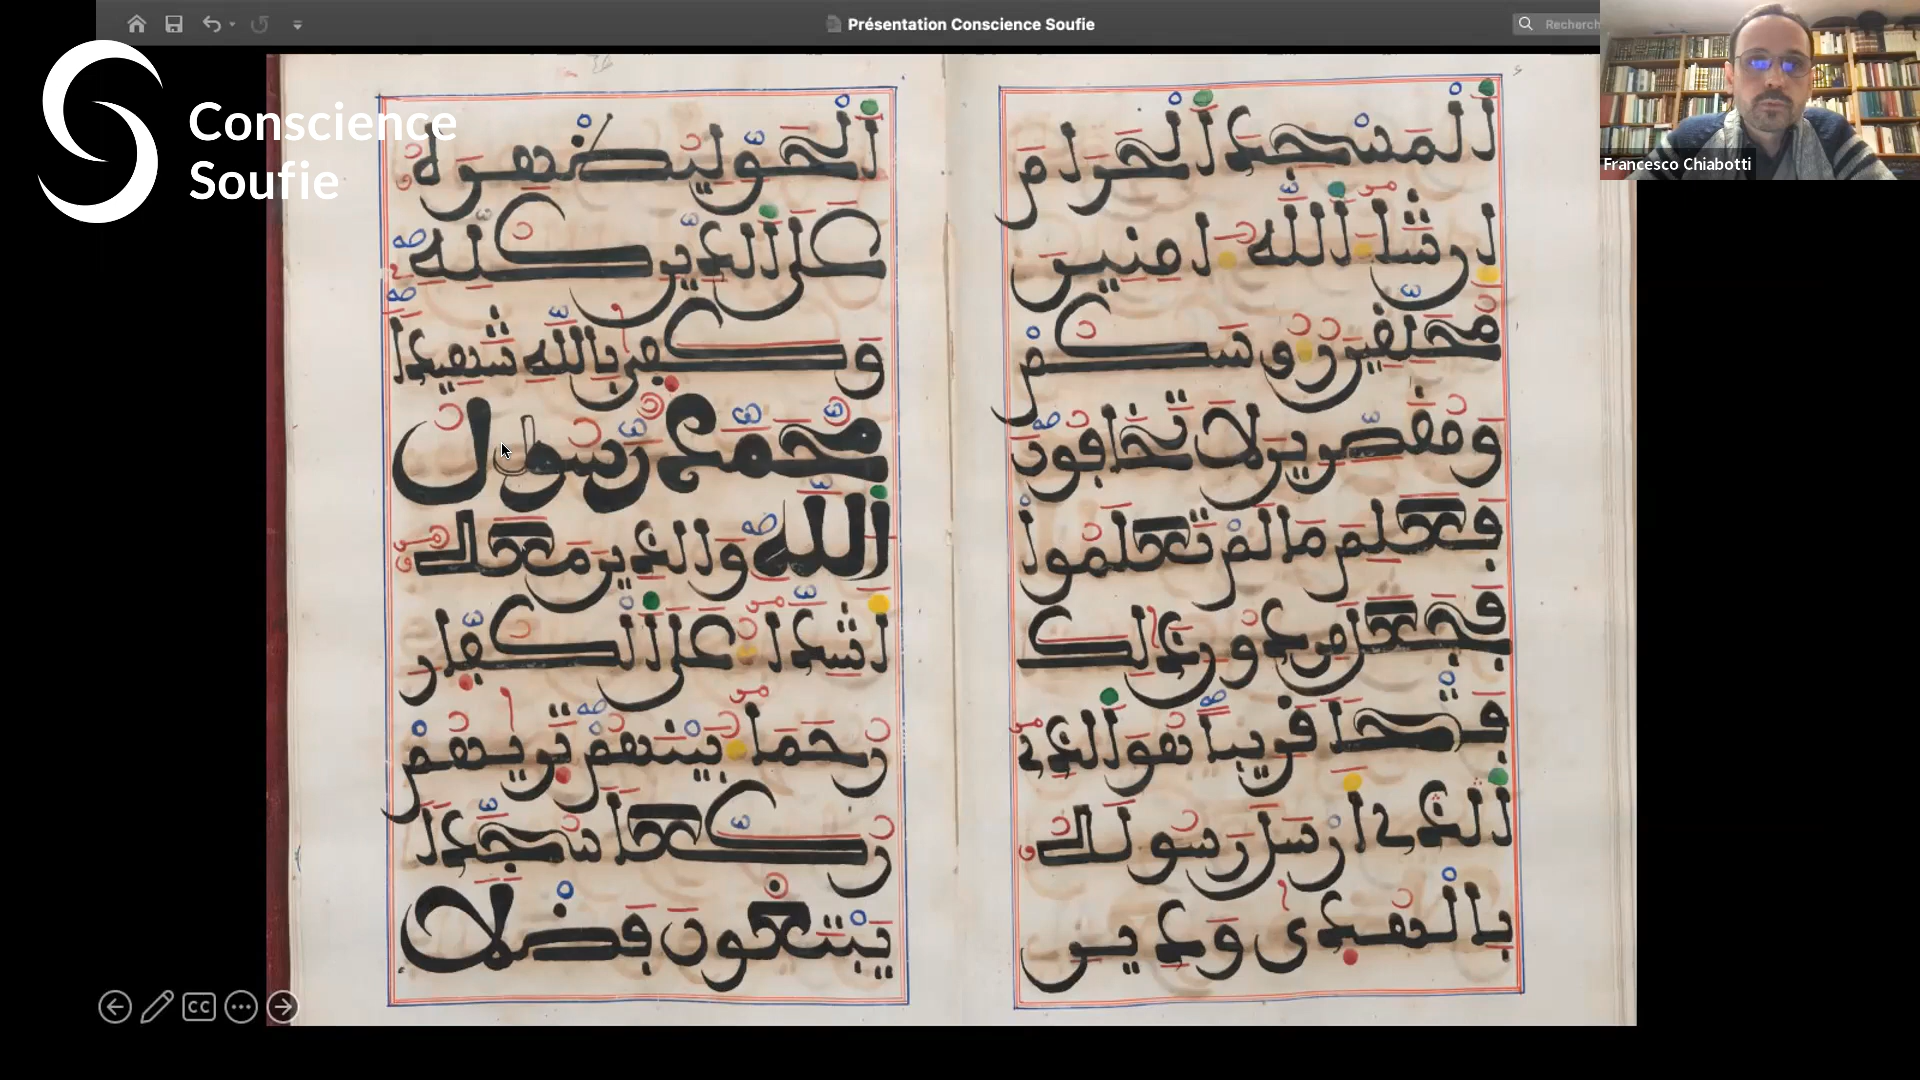 Présentation Conscience Soufie
Recherch
Conscience
Soufie
Francesco Chiabotti
المسجد الحرام
ان شا الله امنين
محلقين روسكم
ومقصرين لا تخافون
فعلم ما لم تعلموا
فجعل من دون ذلك
فتحا قريبا هو الذي
الذي ارسل رسوله
بالهدى ودين
الحق ليظهره
على الدين كله
وكفى بالله شهيدا
محمد رسول
الله والذين معه
اشدا على الكفار
رحما بينهم تريهم
ركعا سجدا
يبتغون فضلا
CC